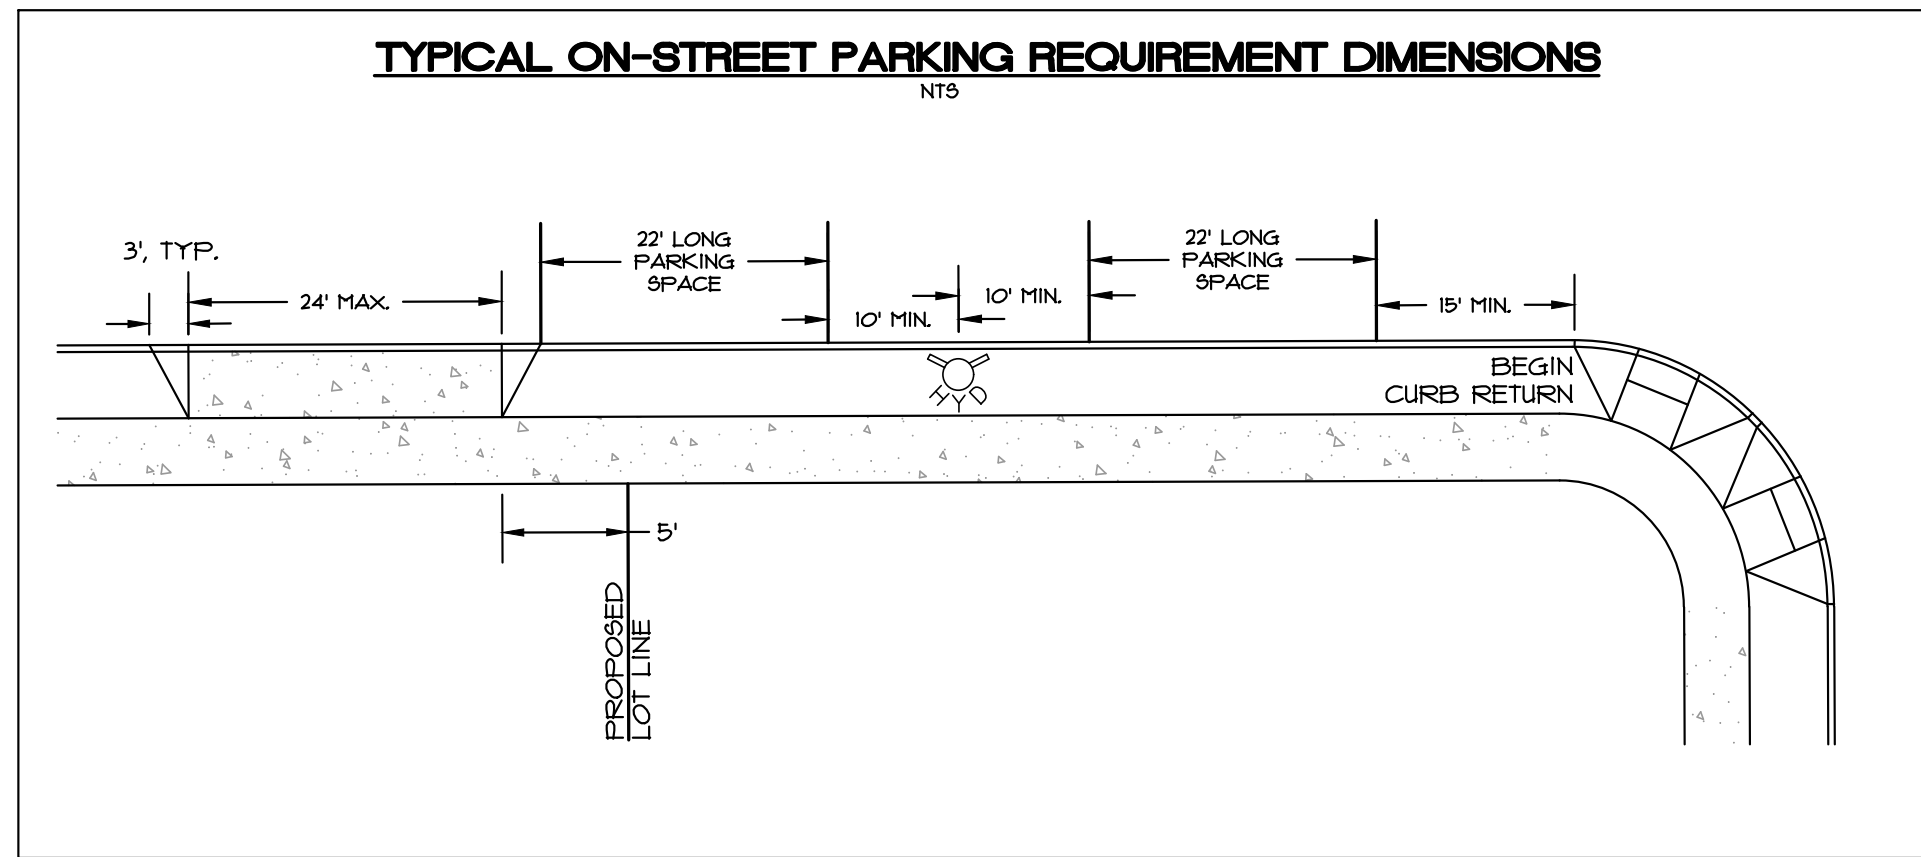 TYPICAL ON-STREET PARKING REQUIREMENT DIMENSIONS
NTS
3', TYP.
24' MAX.
22' LONG
PARKING
SPACE
10' MIN.
10' MIN.
22' LONG
PARKING
SPACE
15' MIN.
BEGIN
CURB RETURN
HYD
5'
PROPOSED
LOT LINE